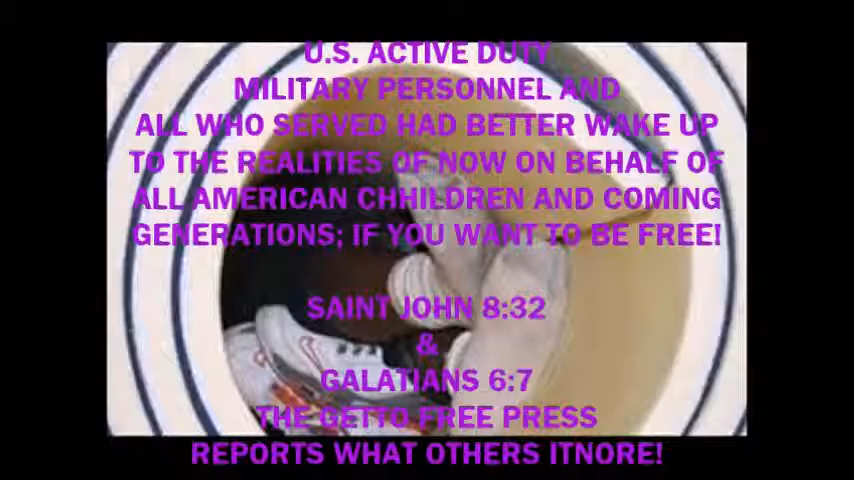 U.S. ACTIVE DUTY
MILITARY PERSONNEL AND
ALL WHO SERVED HAD BETTER WAKE UP
TO THE REALITIES OF NOW ON BEHALF OF
ALL AMERICAN CHHILDREN AND COMING
GENERATIONS; IF YOU WANT TO BE FREE!
SAINT JOHN 8:32
&
GALATIANS 6:7
THE GETTO FREE PRESS
REPORTS WHAT OTHERS ITNORE!